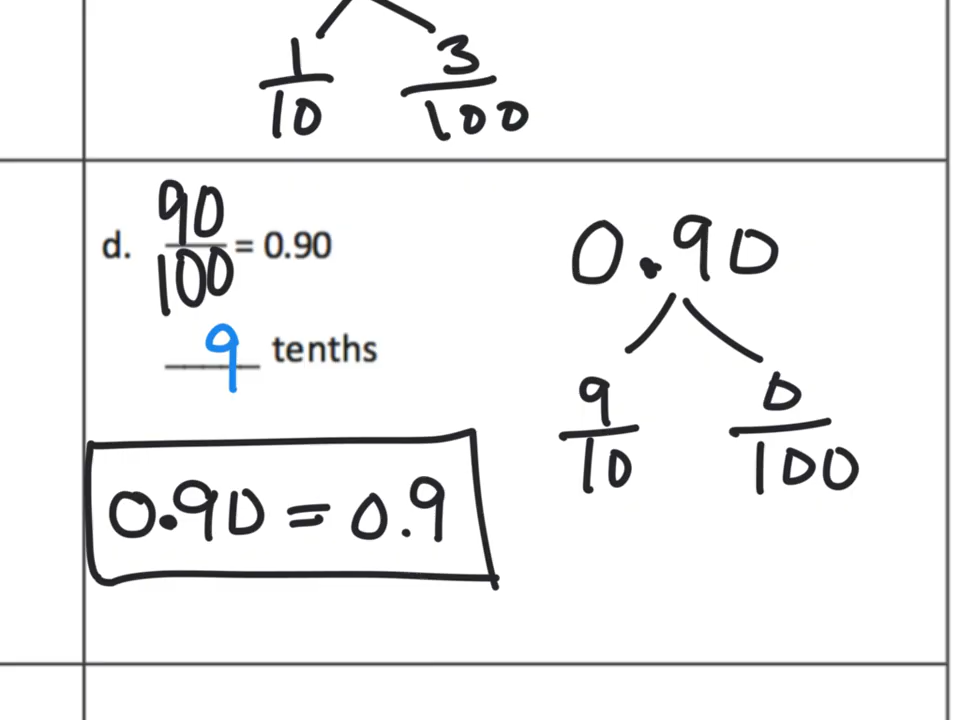 1/10 3/100
d. 90/100 = 0.90
9 tenths
0.90 = 0.9
0.90
9/10 0/100